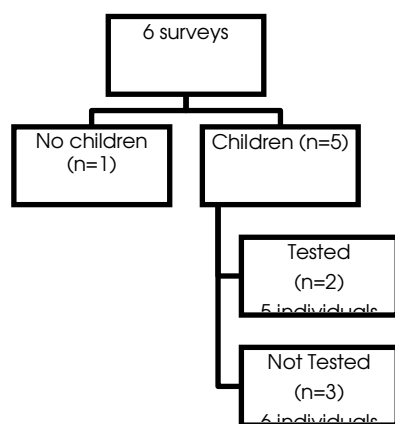 6 surveys
No children
(n=1)
Children (n=5)
Tested
(n=2)
5 individuals
Not Tested
(n=3)
6 individuals